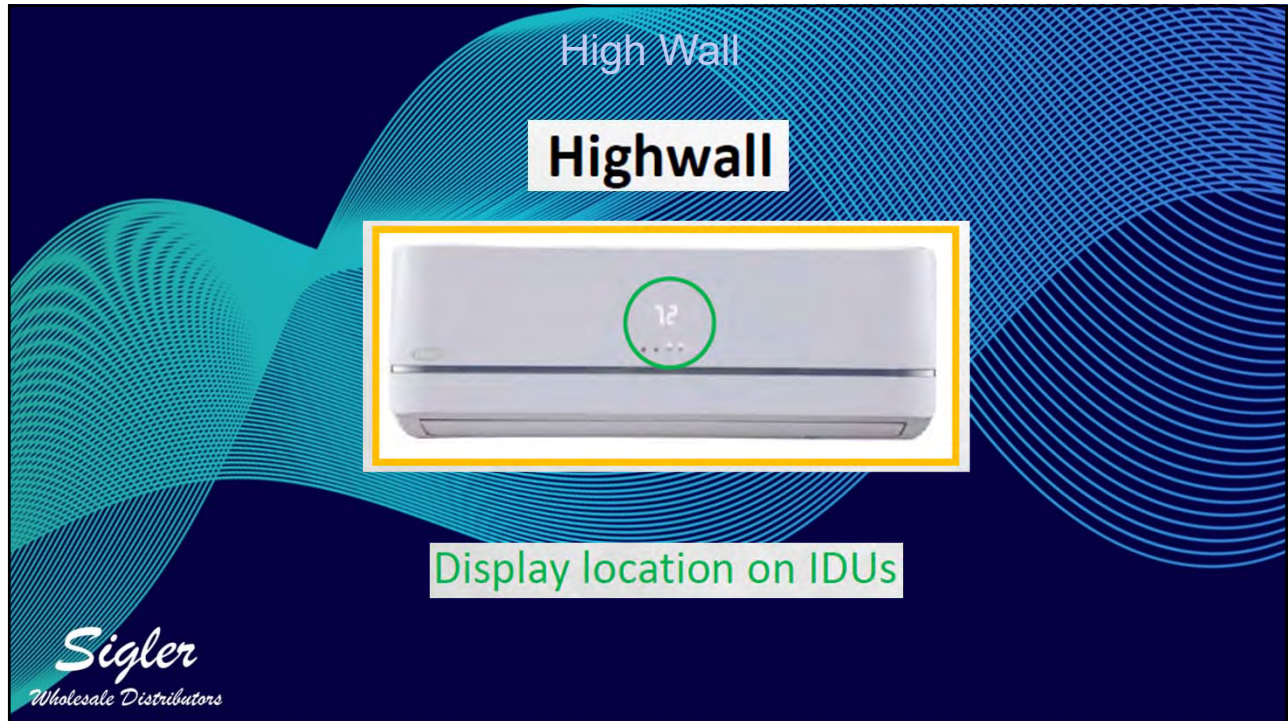 High Wall
Highwall
72
Display location on IDUs
Sigler
Wholesale Distributors